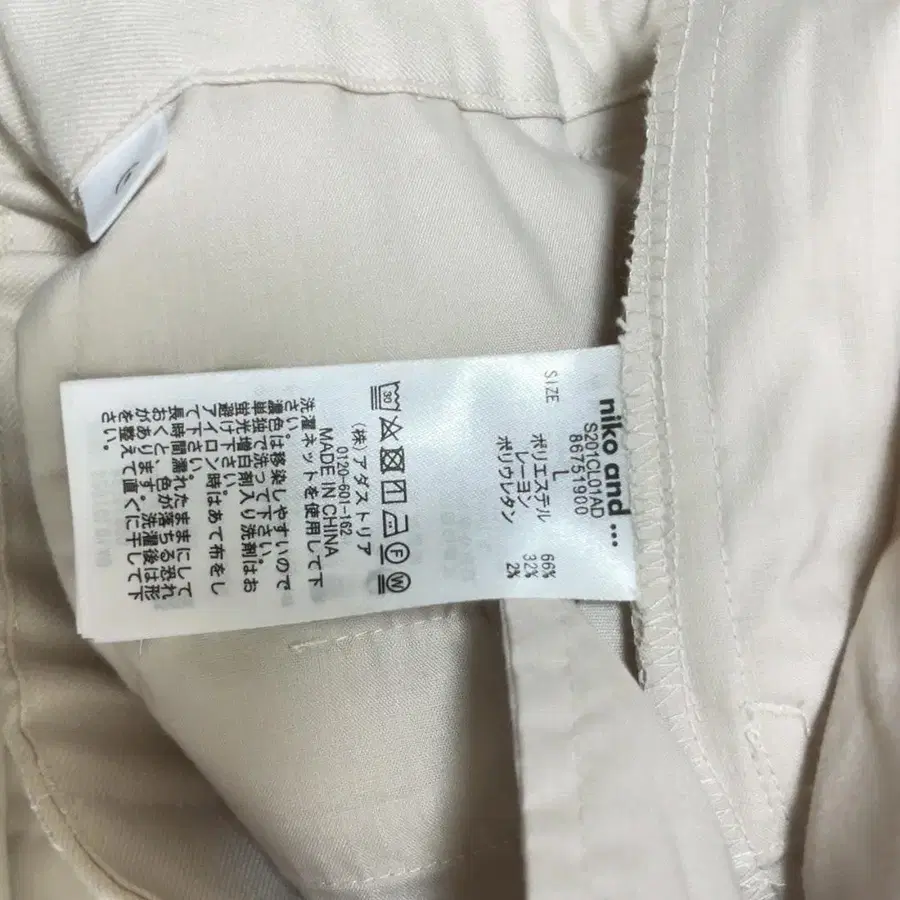 niko and ...
S201CL01AD
86751900
SIZE L
ポリエステル 66%
レーヨン 32%
ポリウレタン 2%
30
F
W
(株)アダストリア
0120-601-162
MADE IN CHINA
洗濯ネットを使用して下
さい。
濃色は移染しやすいので
単独で洗って下さい。
蛍光増白剤入り洗剤はお
避け下さい。
アイロン時はあて布をし
て下さい。
長時間濡れたままにして
おくと、色が落ちる恐れ
があります。洗濯後は形
を整えて直ぐに干して下
さい。